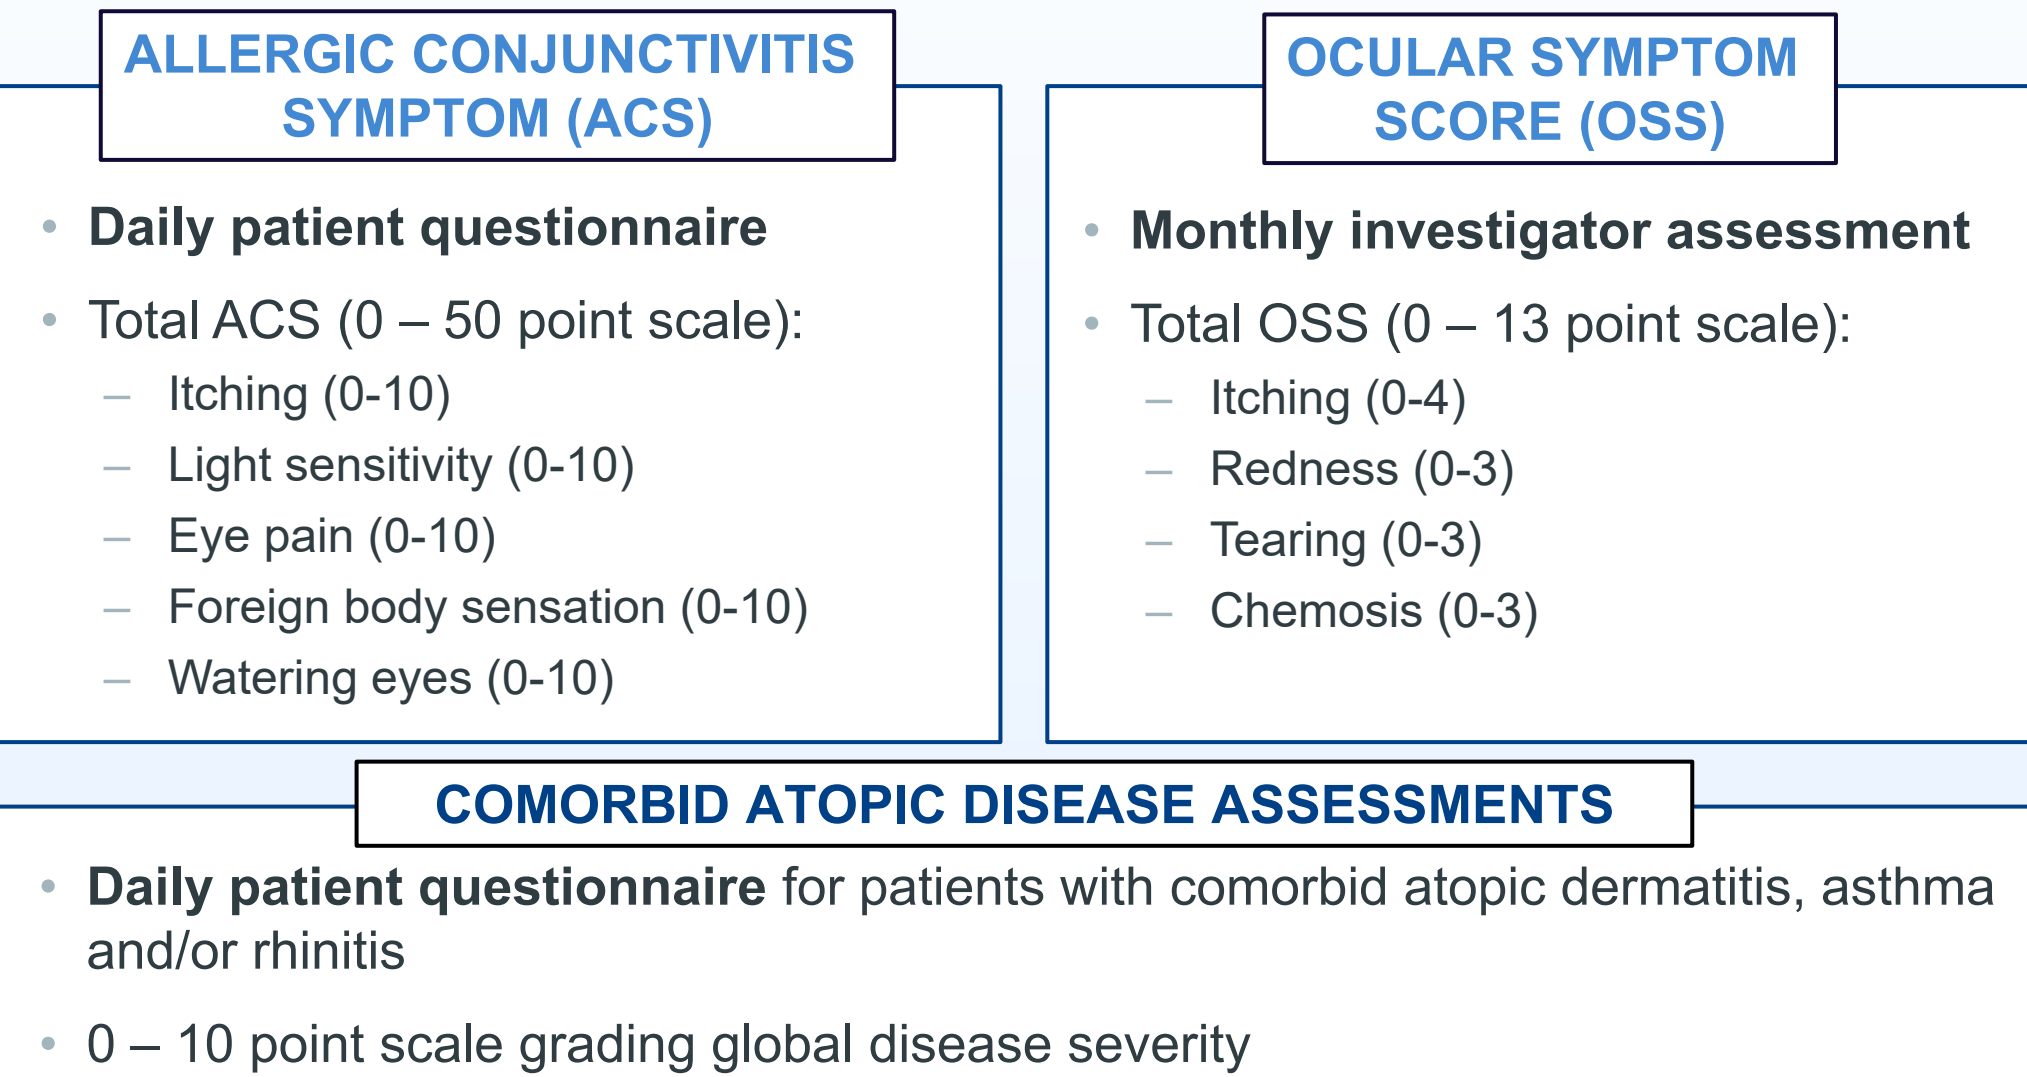 ALLERGIC CONJUNCTIVITIS
SYMPTOM (ACS)
• Daily patient questionnaire
• Total ACS (0 – 50 point scale):
– Itching (0-10)
– Light sensitivity (0-10)
– Eye pain (0-10)
– Foreign body sensation (0-10)
– Watering eyes (0-10)
OCULAR SYMPTOM
SCORE (OSS)
• Monthly investigator assessment
• Total OSS (0 – 13 point scale):
– Itching (0-4)
– Redness (0-3)
– Tearing (0-3)
– Chemosis (0-3)
COMORBID ATOPIC DISEASE ASSESSMENTS
• Daily patient questionnaire for patients with comorbid atopic dermatitis, asthma
and/or rhinitis
• 0 – 10 point scale grading global disease severity